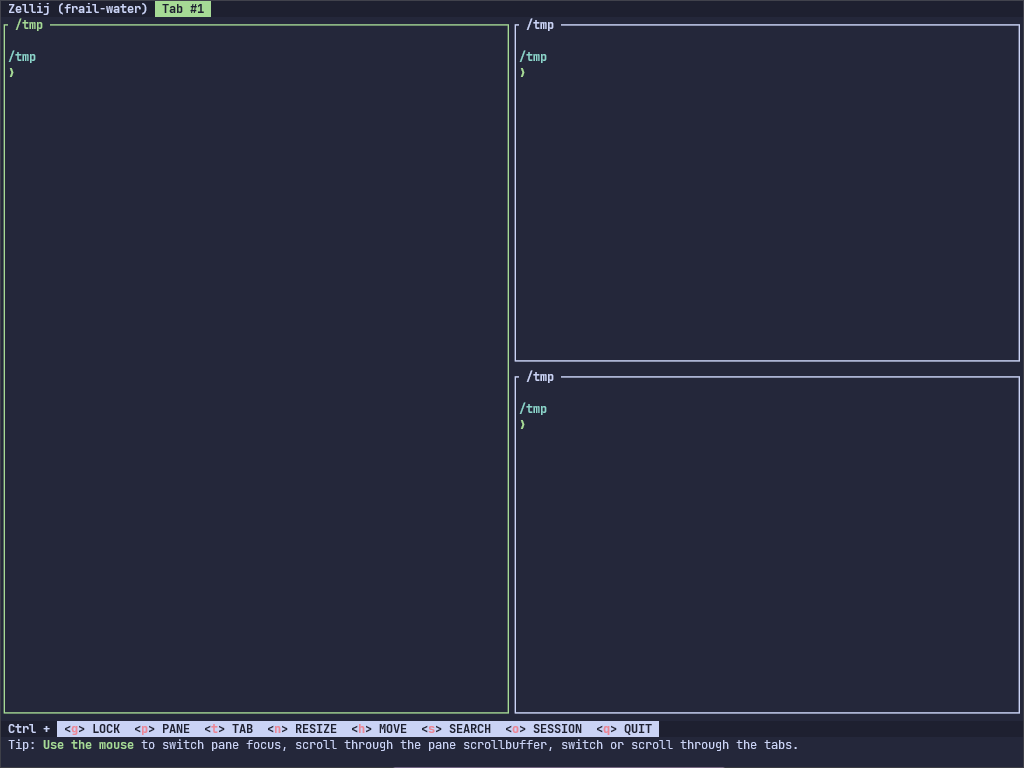 Zellij (frail-water) Tab #1
/tmp
/tmp
❯
/tmp
/tmp
❯
/tmp
/tmp
❯
Ctrl + <g> LOCK <p> PANE <t> TAB <n> RESIZE <h> MOVE <s> SEARCH <o> SESSION <q> QUIT
Tip: Use the mouse to switch pane focus, scroll through the pane scrollbuffer, switch or scroll through the tabs.